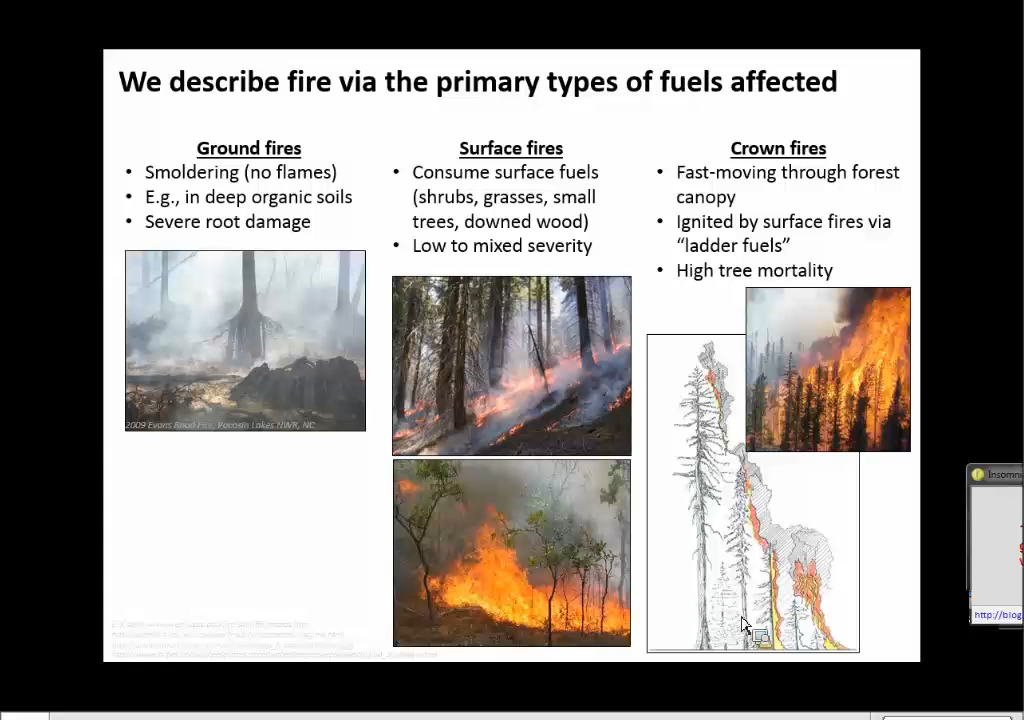 We describe fire via the primary types of fuels affected
Ground fires
• Smoldering (no flames)
• E.g., in deep organic soils
• Severe root damage
2009 Evans Road Fire, Pocosin Lakes NWR, NC
Surface fires
• Consume surface fuels
(shrubs, grasses, small
trees, downed wood)
• Low to mixed severity
Crown fires
• Fast-moving through forest
canopy
• Ignited by surface fires via
“ladder fuels”
• High tree mortality
Insomni
http://blog